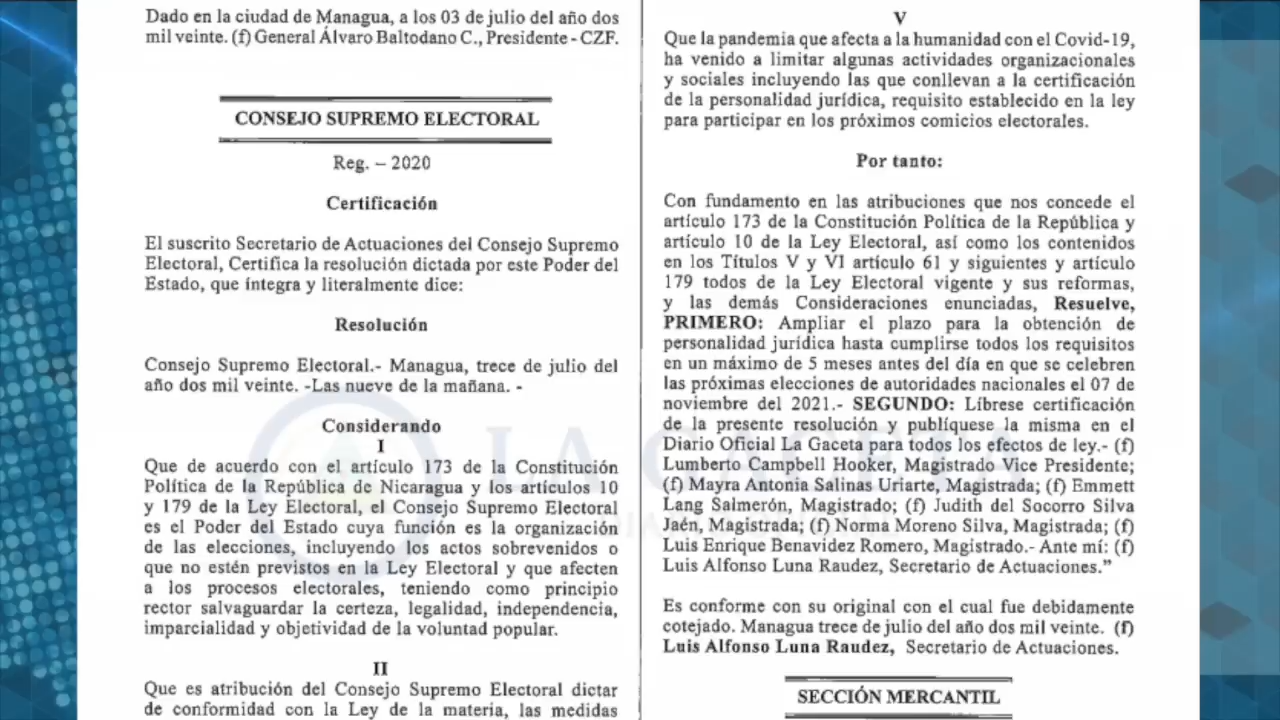 Dado en la ciudad de Managua, a los 03 de julio del año dos
mil veinte. (f) General Álvaro Baltodano C., Presidente - CZF.
CONSEJO SUPREMO ELECTORAL
Reg. – 2020
Certificación
El suscrito Secretario de Actuaciones del Consejo Supremo
Electoral, Certifica la resolución dictada por este Poder del
Estado, que íntegra y literalmente dice:
Resolución
Consejo Supremo Electoral.- Managua, trece de julio del
año dos mil veinte. -Las nueve de la mañana. -
Considerando
I
Que de acuerdo con el artículo 173 de la Constitución
Política de la República de Nicaragua y los artículos 10
y 179 de la Ley Electoral, el Consejo Supremo Electoral
es el Poder del Estado cuya función es la organización
de las elecciones, incluyendo los actos sobrevenidos o
que no estén previstos en la Ley Electoral y que afecten
a los procesos electorales, teniendo como principio
rector salvaguardar la certeza, legalidad, independencia,
imparcialidad y objetividad de la voluntad popular.
II
Que es atribución del Consejo Supremo Electoral dictar
de conformidad con la Ley de la materia, las medidas
V
Que la pandemia que afecta a la humanidad con el Covid-19,
ha venido a limitar algunas actividades organizacionales
y sociales incluyendo las que conllevan a la certificación
de la personalidad jurídica, requisito establecido en la ley
para participar en los próximos comicios electorales.
Por tanto:
Con fundamento en las atribuciones que nos concede el
artículo 173 de la Constitución Política de la República y
artículo 10 de la Ley Electoral, así como los contenidos
en los Títulos V y VI artículo 61 y siguientes y artículo
179 todos de la Ley Electoral vigente y sus reformas,
y las demás Consideraciones enunciadas, Resuelve,
PRIMERO: Ampliar el plazo para la obtención de
personalidad jurídica hasta cumplirse todos los requisitos
en un máximo de 5 meses antes del día en que se celebren
las próximas elecciones de autoridades nacionales el 07 de
noviembre del 2021.- SEGUNDO: Líbrese certificación
de la presente resolución y publíquese la misma en el
Diario Oficial La Gaceta para todos los efectos de ley.- (f)
Lumberto Campbell Hooker, Magistrado Vice Presidente;
(f) Mayra Antonia Salinas Uriarte, Magistrada; (f) Emmett
Lang Salmerón, Magistrado; (f) Judith del Socorro Silva
Jaén, Magistrada; (f) Norma Moreno Silva, Magistrada; (f)
Luis Enrique Benavidez Romero, Magistrado.- Ante mí: (f)
Luis Alfonso Luna Raudez, Secretario de Actuaciones.”
Es conforme con su original con el cual fue debidamente
cotejado. Managua trece de julio del año dos mil veinte. (f)
Luis Alfonso Luna Raudez, Secretario de Actuaciones.
SECCIÓN MERCANTIL